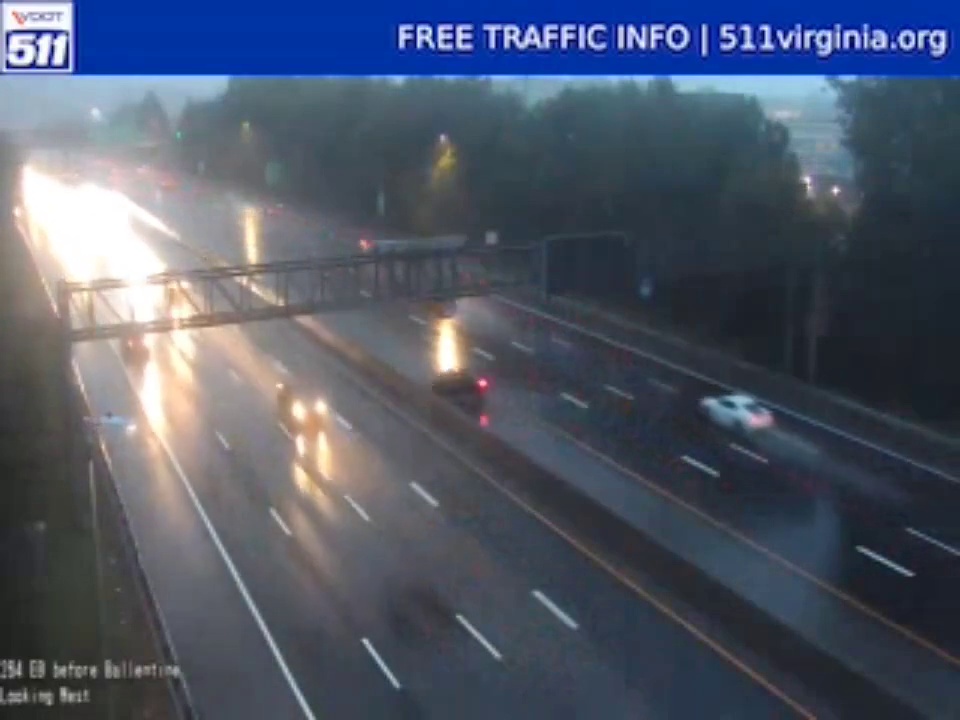 VDOT
511
FREE TRAFFIC INFO | 511virginia.org
264 EB before Ballentine
Looking West